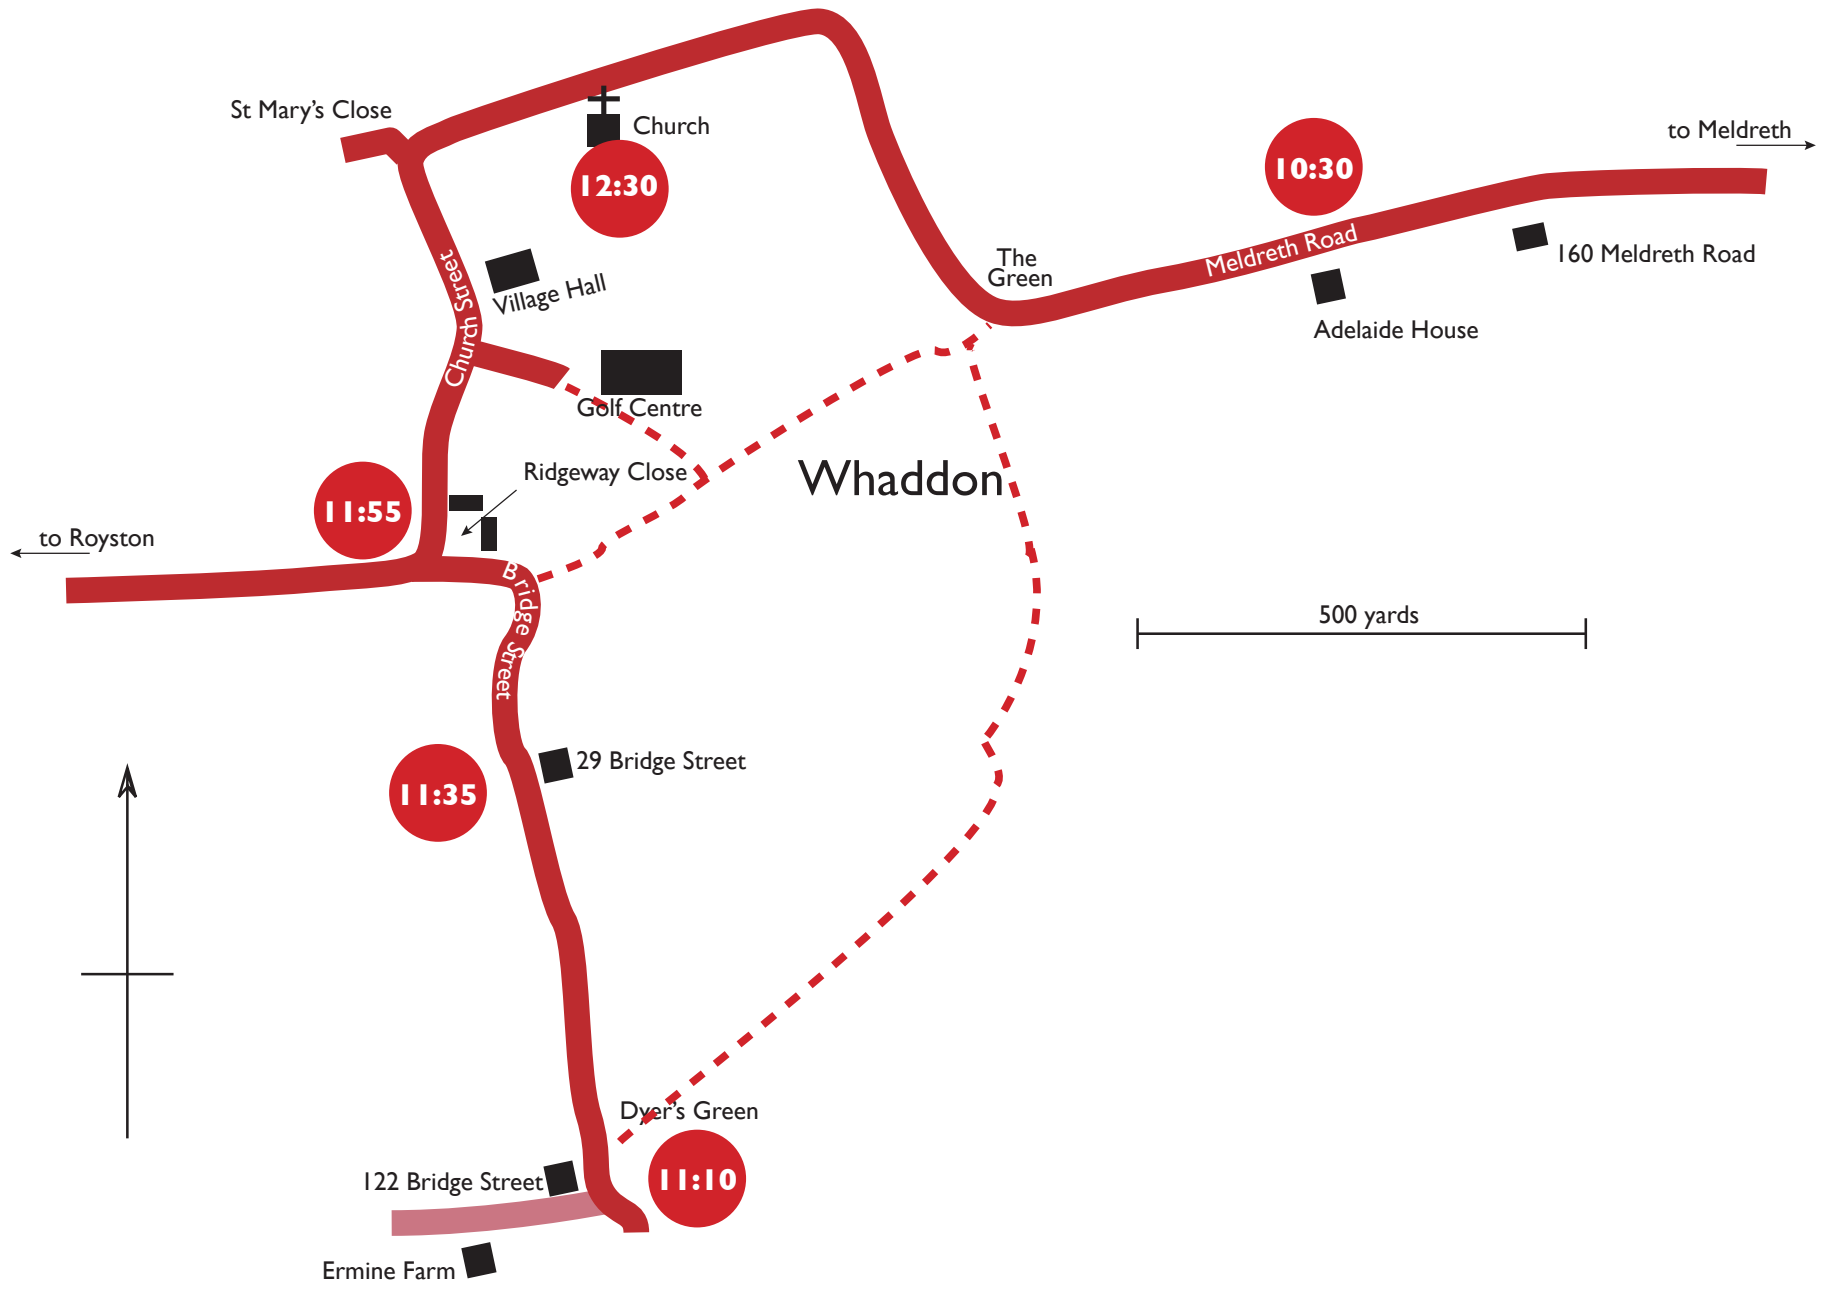 St Mary's Close
Church
12:30
10:30
to Meldreth
The
Green
Meldreth Road
160 Meldreth Road
Adelaide House
Church Street
Village Hall
Golf Centre
Ridgeway Close
Whaddon
11:55
to Royston
Bridge Street
500 yards
29 Bridge Street
11:35
Dyer's Green
122 Bridge Street
11:10
Ermine Farm